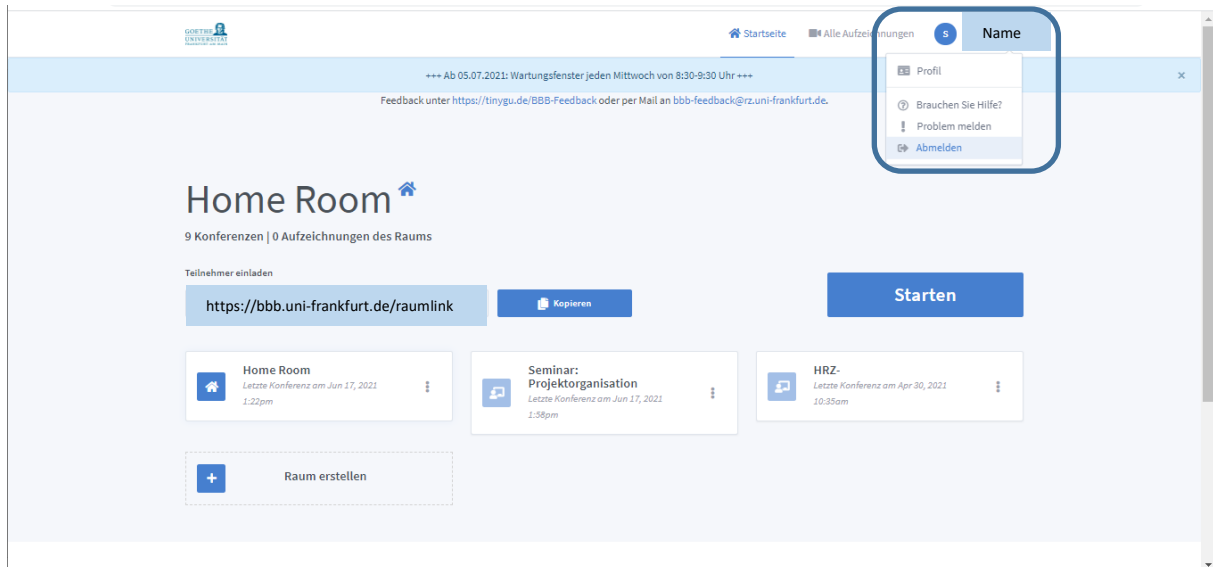 GOETHE
UNIVERSITÄT
FRANKFURT AM MAIN
Startseite
Alle Aufzeichnungen
S
Name
+++ Ab 05.07.2021: Wartungsfenster jeden Mittwoch von 8:30-9:30 Uhr +++
×
Feedback unter https://tinygu.de/BBB-Feedback oder per Mail an bbb-feedback@rz.uni-frankfurt.de.
Profil
Brauchen Sie Hilfe?
Problem melden
Abmelden
Home Room
9 Konferenzen | 0 Aufzeichnungen des Raums
Teilnehmer einladen
https://bbb.uni-frankfurt.de/raumlink
Kopieren
Starten
Home Room
Letzte Konferenz am Jun 17, 2021
1:22pm
Seminar:
Projektorganisation
Letzte Konferenz am Jun 17, 2021
1:58pm
HRZ-
Letzte Konferenz am Apr 30, 2021
10:35am
Raum erstellen